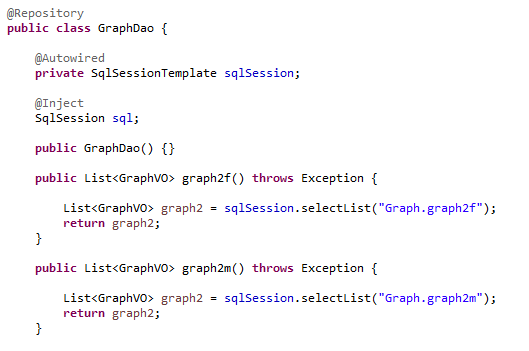 @Repository
public class GraphDao {
@Autowired
private SqlSessionTemplate sqlSession;
@Inject
SqlSession sql;
public GraphDao() {}
public List<GraphVO> graph2f() throws Exception {
List<GraphVO> graph2 = sqlSession.selectList("Graph.graph2f");
return graph2;
}
public List<GraphVO> graph2m() throws Exception {
List<GraphVO> graph2 = sqlSession.selectList("Graph.graph2m");
return graph2;
}